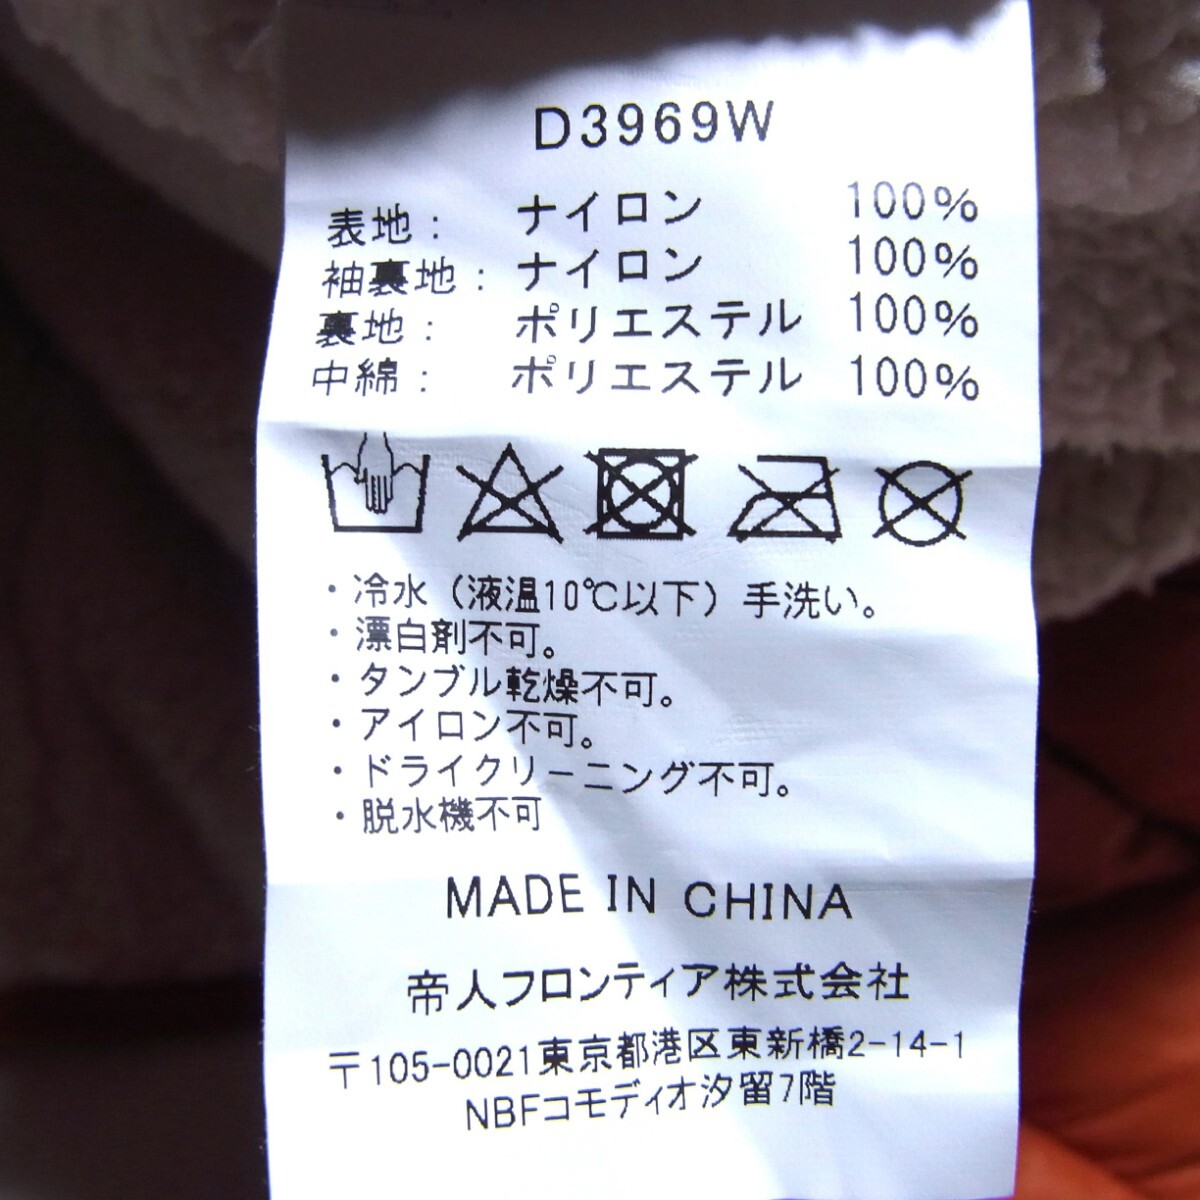 D3969W
表地： ナイロン 100%
袖裏地： ナイロン 100%
裏地： ポリエステル 100%
中綿： ポリエステル 100%
・冷水（液温10℃以下）手洗い。
・漂白剤不可。
・タンブル乾燥不可。
・アイロン不可。
・ドライクリーニング不可。
・脱水機不可
MADE IN CHINA
帝人フロンティア株式会社
〒105-0021東京都港区東新橋2-14-1
NBFコモディオ汐留7階